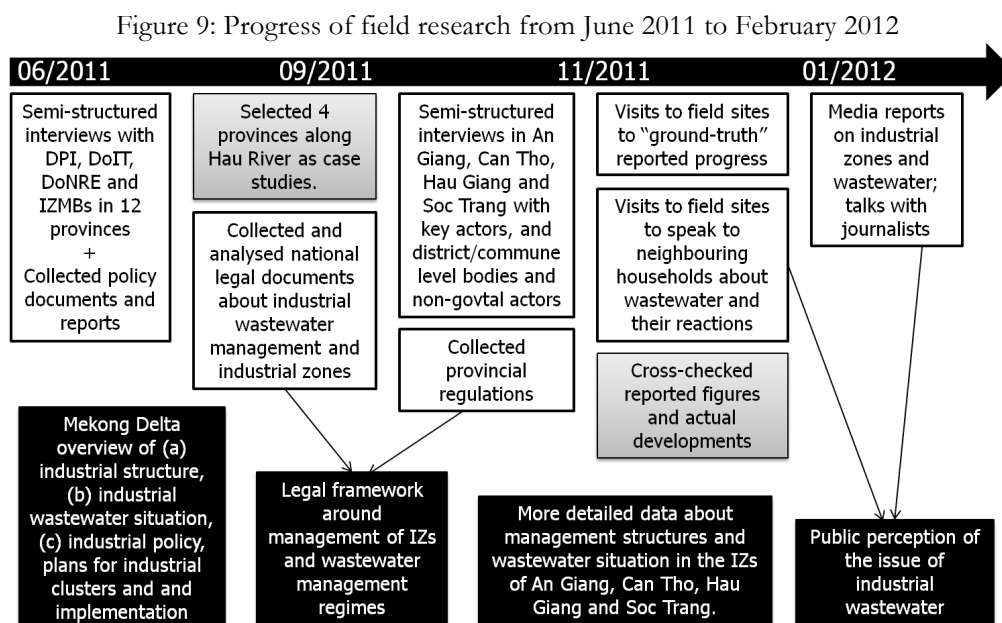 Figure 9: Progress of field research from June 2011 to February 2012
06/2011
09/2011
11/2011
01/2012
Semi-structured
interviews with
DPI, DoIT,
DoNRE and
IZMBs in 12
provinces
+
Collected policy
documents and
reports
Selected 4
provinces along
Hau River as case
studies.
Collected and
analysed national
legal documents
about industrial
wastewater
management and
industrial zones
Semi-structured
interviews in An
Giang, Can Tho,
Hau Giang and
Soc Trang with
key actors, and
district/commune
level bodies and
non-govtal actors
Collected
provincial
regulations
Visits to field sites
to “ground-truth”
reported progress
Visits to field sites
to speak to
neighbouring
households about
wastewater and
their reactions
Cross-checked
reported figures
and actual
developments
Media reports
on industrial
zones and
wastewater;
talks with
journalists
Mekong Delta
overview of (a)
industrial structure,
(b) industrial
wastewater situation,
(c) industrial policy,
plans for industrial
clusters and and
implementation
Legal framework
around
management of IZs
and wastewater
management
regimes
More detailed data about
management structures and
wastewater situation in the IZs
of An Giang, Can Tho, Hau
Giang and Soc Trang.
Public perception of
the issue of
industrial
wastewater